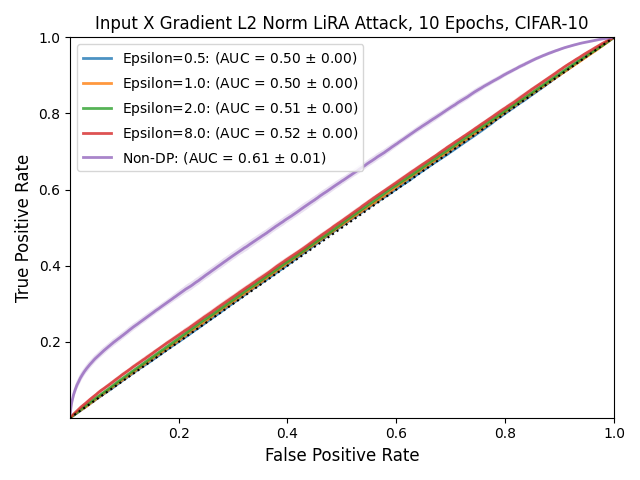 Input X Gradient L2 Norm LiRA Attack, 10 Epochs, CIFAR-10
1.0
0.8
0.6
0.4
0.2
True Positive Rate
Epsilon=0.5: (AUC = 0.50 ± 0.00)
Epsilon=1.0: (AUC = 0.50 ± 0.00)
Epsilon=2.0: (AUC = 0.51 ± 0.00)
Epsilon=8.0: (AUC = 0.52 ± 0.00)
Non-DP: (AUC = 0.61 ± 0.01)
0.2 0.4 0.6 0.8 1.0
False Positive Rate